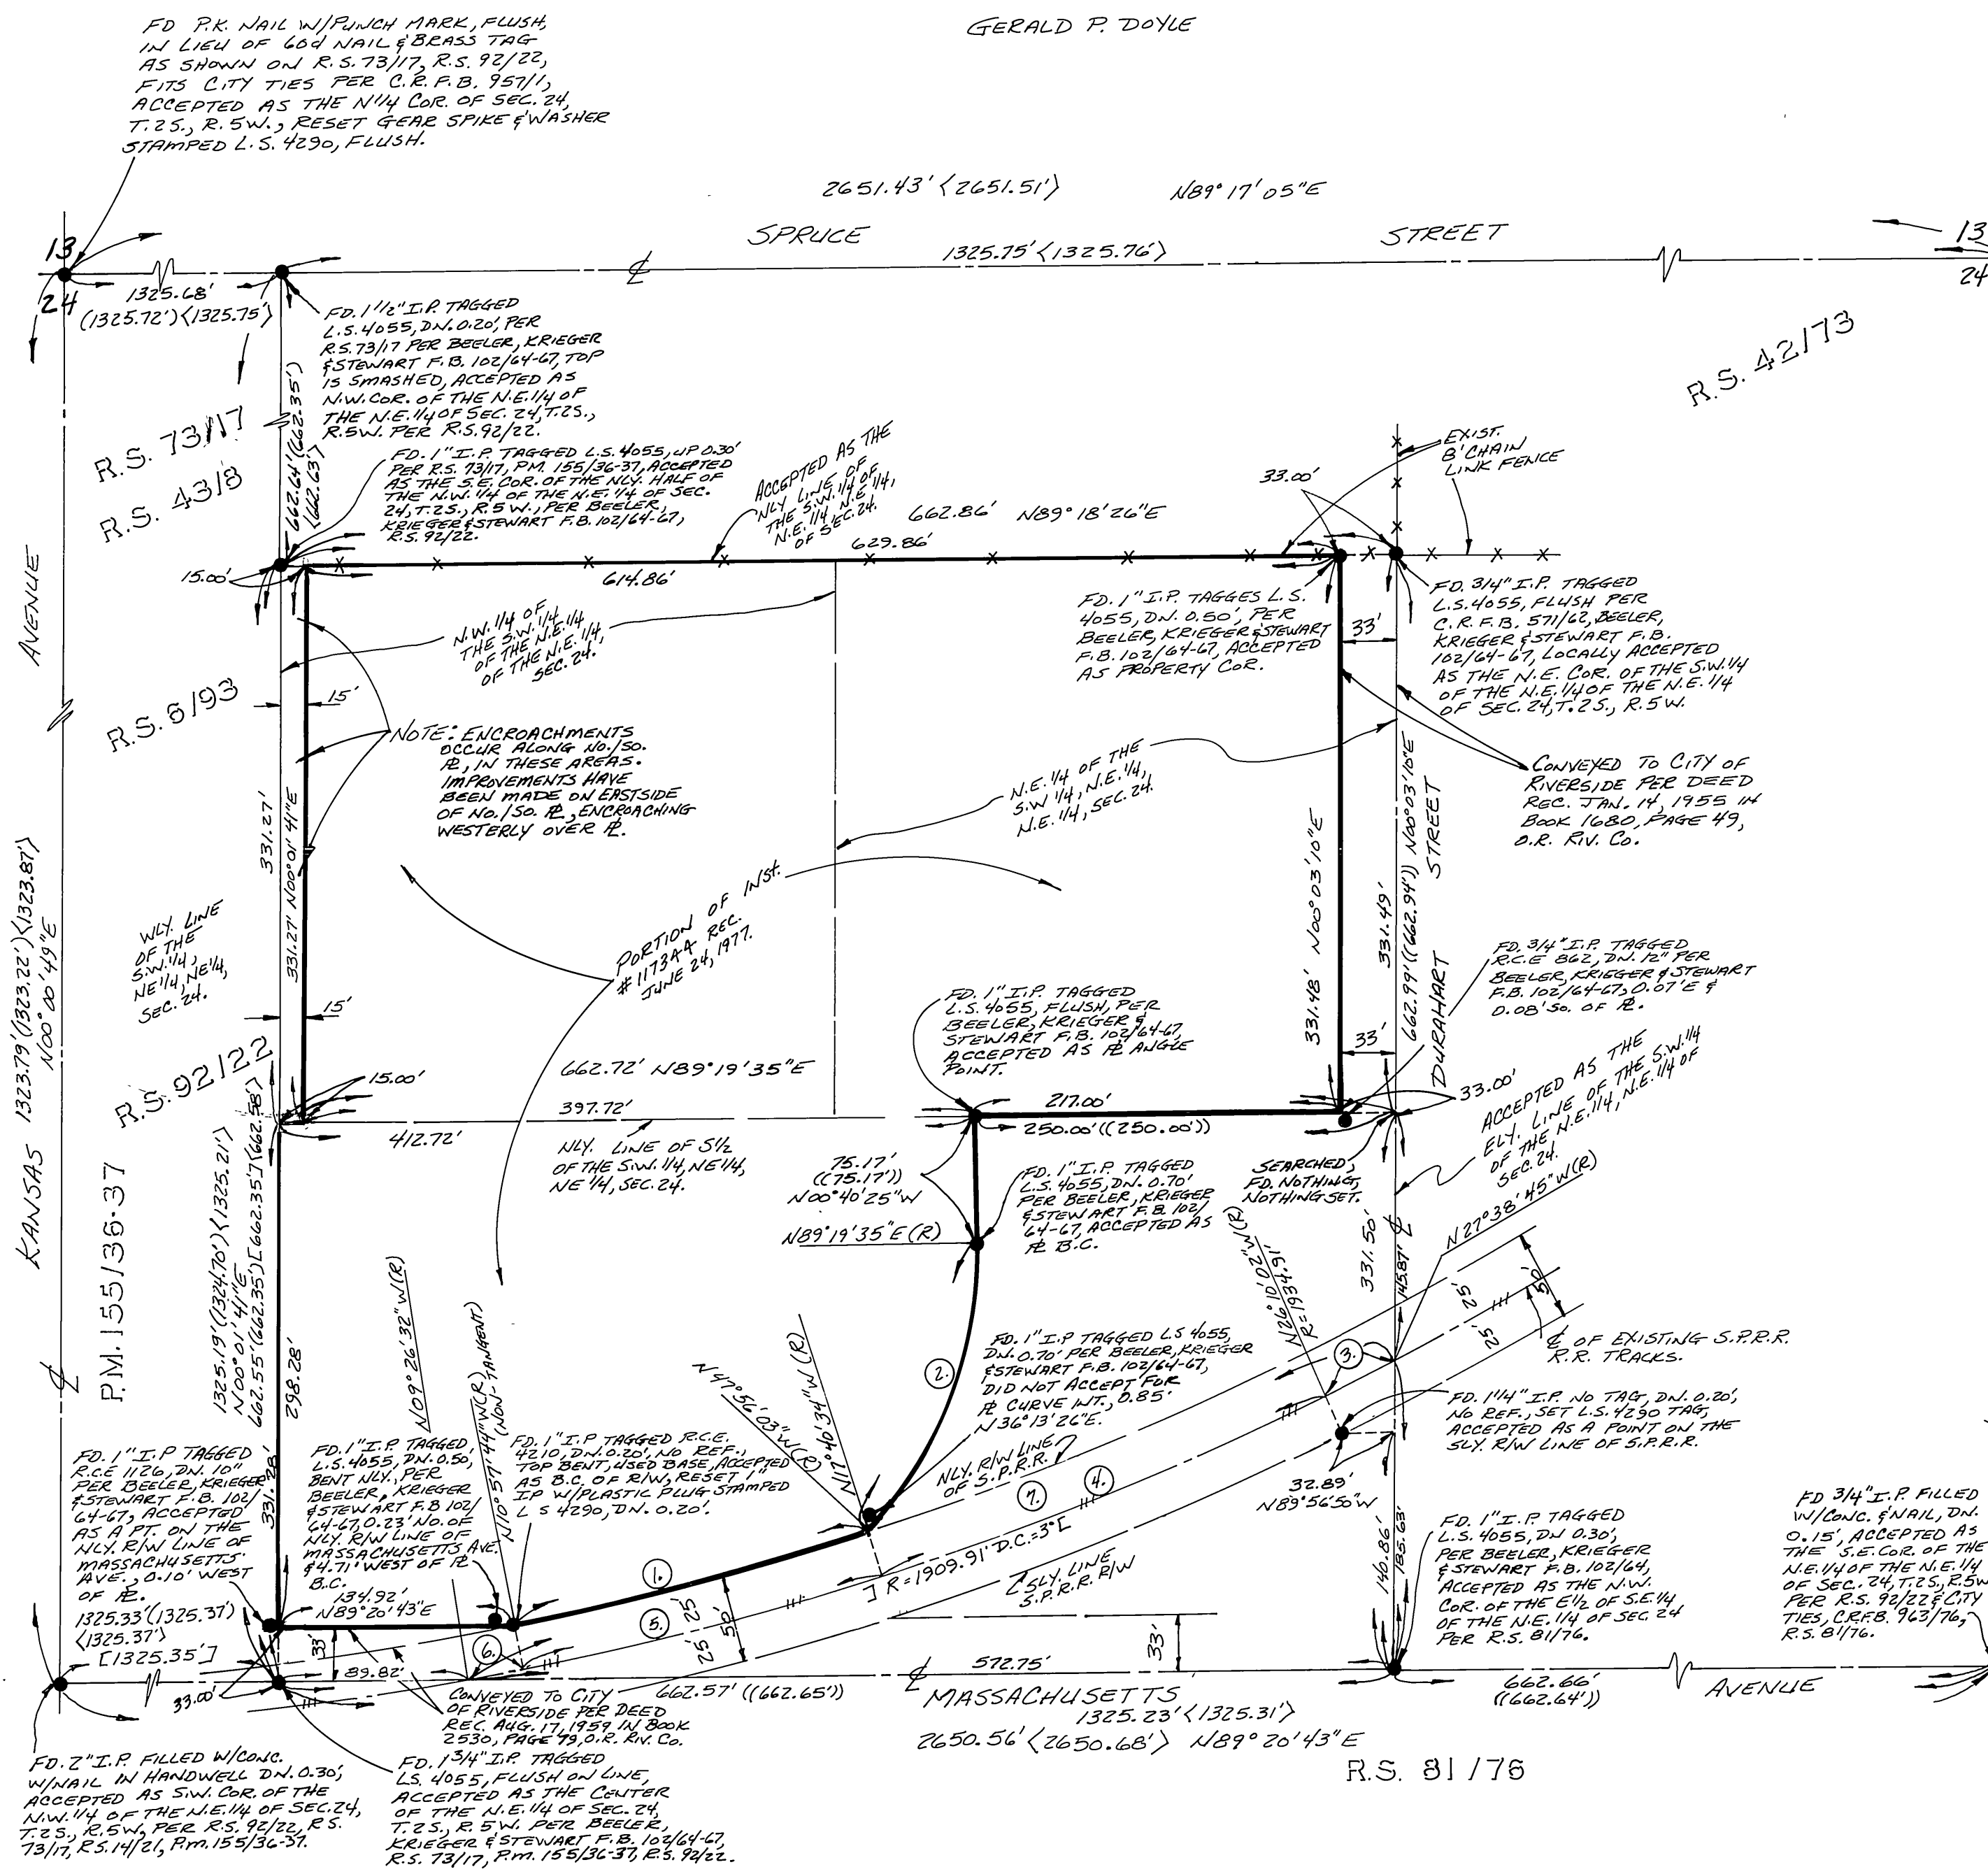 FD P.K. NAIL W/PUNCH MARK, FLUSH,
IN LIEU OF 60d NAIL & BRASS TAG
AS SHOWN ON R.S. 73/17, R.S. 92/22,
FITS CITY TIES PER C.R.F.B. 957/1,
ACCEPTED AS THE N1/4 COR. OF SEC. 24,
T.2S., R.5W., RESET GEAR SPIKE & WASHER
STAMPED L.S. 4290, FLUSH.
GERALD P. DOYLE
2651.43' <2651.51'> N89°17'05"E
SPRUCE STREET
1325.75' <1325.76'>
13
24
13
24
1325.68'
(1325.72')<1325.75'>
FD. 1 1/2" I.P. TAGGED
L.S. 4055, DN. 0.20', PER
R.S. 73/17 PER BEELER, KRIEGER
& STEWART F.B. 102/64-67, TOP
IS SMASHED, ACCEPTED AS
N.W. COR. OF THE N.E. 1/4 OF
THE N.E. 1/4 OF SEC. 24, T.2S.,
R.5W. PER R.S. 92/22.
662.64' (662.35')
<662.63'>
R.S. 73/17
R.S. 43/8
R.S. 42/73
FD. 1" I.P. TAGGED L.S. 4055, UP 0.30'
PER R.S. 73/17, P.M. 155/36-37, ACCEPTED
AS THE S.E. COR. OF THE NLY. HALF OF
THE N.W. 1/4 OF THE N.E. 1/4 OF SEC.
24, T.2S., R.5W., PER BEELER,
KRIEGER & STEWART F.B. 102/64-67,
R.S. 92/22.
ACCEPTED AS THE
NLY LINE OF
THE S.W. 1/4 OF
N.E. 1/4, N.E. 1/4,
OF SEC. 24.
662.86' N89°18'26"E
629.86'
614.86'
15.00'
33.00'
EXIST.
8' CHAIN
LINK FENCE
AVENUE
N.W. 1/4 OF
THE S.W. 1/4
OF THE N.E. 1/4
OF THE N.E. 1/4,
SEC. 24.
FD. 1" I.P. TAGGES L.S.
4055, DN. 0.50', PER
BEELER, KRIEGER & STEWART
F.B. 102/64-67, ACCEPTED
AS PROPERTY COR.
33'
FD. 3/4" I.P. TAGGED
L.S. 4055, FLUSH PER
C.R.F.B. 571/62, BEELER,
KRIEGER & STEWART F.B.
102/64-67, LOCALLY ACCEPTED
AS THE N.E. COR. OF THE S.W. 1/4
OF THE N.E. 1/4 OF THE N.E. 1/4
OF SEC. 24, T.2S., R.5W.
R.S. 6/93
15'
NOTE: ENCROACHMENTS
OCCUR ALONG NO./SO.
PL, IN THESE AREAS.
IMPROVEMENTS HAVE
BEEN MADE ON EASTSIDE
OF NO./SO. PL, ENCROACHING
WESTERLY OVER PL.
N.E. 1/4 OF THE
S.W 1/4, N.E. 1/4,
N.E. 1/4, SEC. 24.
CONVEYED TO CITY OF
RIVERSIDE PER DEED
REC. JAN. 14, 1955 IN
BOOK 1680, PAGE 49,
O.R. RIV. CO.
331.27'
331.27' N00°01'41"E
331.48' N00°03'10"E
331.49'
662.99' ((662.94')) N00°03'10"E
DURAHART STREET
KANSAS 1323.79' (1323.22') <1323.87'>
N00°00'49"E
WLY. LINE
OF THE
S.W. 1/4,
NE 1/4, NE 1/4,
SEC. 24.
PORTION OF INST.
#1173AA REC.
JUNE 24, 1977.
15'
FD. 1" I.P. TAGGED
L.S. 4055, FLUSH, PER
BEELER, KRIEGER &
STEWART F.B. 102/64-67,
ACCEPTED AS PL ANGLE
POINT.
FD. 3/4" I.P. TAGGED
R.C.E 862, DN. 12" PER
BEELER, KRIEGER & STEWART
F.B. 102/64-67, 0.07' E &
0.08' SO. OF PL.
33'
R.S. 92/22
15.00'
662.72' N89°19'35"E
397.72'
412.72'
217.00'
250.00' ((250.00'))
33.00'
ACCEPTED AS THE
ELY. LINE OF THE S.W. 1/4
OF THE N.E. 1/4, N.E. 1/4 OF
SEC. 24.
NLY. LINE OF S 1/2
OF THE S.W. 1/4, NE 1/4,
NE 1/4, SEC. 24.
75.17'
((75.17'))
N00°40'25"W
N89°19'35"E (R)
FD. 1" I.P. TAGGED
L.S. 4055, DN. 0.70'
PER BEELER, KRIEGER
& STEWART F.B. 102/
64-67, ACCEPTED AS
PL B.C.
SEARCHED,
FD. NOTHING,
NOTHING SET.
P.M. 155/36-37
1325.19' (1324.70') <1325.21'>
N00°01'41"E
662.55' (662.35') [662.35'] <662.58'>
298.28'
331.28'
N09°26'32"W (R)
N10°57'44"W (R)
(NON-TANGENT)
N47°56'03"W (R)
N17°40'34"W (R)
N26°10'02"W (R)
R=1934.91'
N27°38'45"W (R)
331.50'
145.87'
25'
25'
50'
CL OF EXISTING S.P.R.R.
R.R. TRACKS.
2.
3.
FD. 1" I.P TAGGED LS 4055,
DN. 0.70' PER BEELER, KRIEGER
& STEWART F.B. 102/64-67,
DID NOT ACCEPT FOR
PL CURVE INT., 0.85'
N36°13'26"E.
FD. 1 1/4" I.P. NO TAG, DN. 0.20',
NO REF., SET L.S. 4290 TAG,
ACCEPTED AS A POINT ON THE
SLY. R/W LINE OF S.P.R.R.
FD. 1" I.P TAGGED
R.C.E 1126, DN. 10"
PER BEELER, KRIEGER
& STEWART F.B. 102/
64-67, ACCEPTED
AS A PT. ON THE
NLY. R/W LINE OF
MASSACHUSETTS
AVE., 0.10' WEST
OF PL.
FD. 1" I.P. TAGGED,
L.S. 4055, DN. 0.50,
BENT NLY., PER
BEELER, KRIEGER
& STEWART F.B 102/
64-67, 0.23' NO. OF
NLY. R/W LINE OF
MASSACHUSETTS AVE.
& 4.71' WEST OF PL
B.C.
FD. 1" I.P TAGGED R.C.E.
4210, DN. 0.20', NO REF.,
TOP BENT, USED BASE, ACCEPTED
AS B.C. OF R/W, RESET 1"
IP W/PLASTIC PLUG STAMPED
L S 4290, DN. 0.20'.
NLY. R/W LINE
OF S.P.R.R.
7.
4.
32.89'
N89°56'50"W
R=1909.91' D.C.=3°
SLY. LINE
S.P.R.R. R/W
140.86'
185.63'
FD. 1" I.P. TAGGED
L.S. 4055, DN 0.30',
PER BEELER, KRIEGER
& STEWART F.B. 102/64,
ACCEPTED AS THE N.W.
COR. OF THE E 1/2 OF S.E. 1/4
OF THE N.E. 1/4 OF SEC 24
PER R.S. 81/76.
FD 3/4" I.P. FILLED
W/CONC. & NAIL, DN.
0.15', ACCEPTED AS
THE S.E. COR. OF THE
N.E. 1/4 OF THE N.E. 1/4
OF SEC. 24, T.2S, R.5W
PER R.S. 92/22 & CITY
TIES, C.R.F.B. 963/76,
R.S. 81/76.
1325.33' (1325.37')
<1325.37'>
[1325.35']
134.92'
N89°20'43"E
1.
5.
6.
25'
25'
50'
33'
33'
33.00'
89.82'
572.75'
CONVEYED TO CITY
OF RIVERSIDE PER DEED
REC. AUG. 17, 1959 IN BOOK
2530, PAGE 79, O.R. RIV. CO.
662.57' ((662.65'))
MASSACHUSETTS AVENUE
662.66'
((662.64'))
1325.23' <1325.31'>
2650.56' <2650.68'> N89°20'43"E
R.S. 81/76
FD. 2" I.P. FILLED W/CONC.
W/NAIL IN HANDWELL DN. 0.30',
ACCEPTED AS S.W. COR. OF THE
N.W. 1/4 OF THE N.E. 1/4 OF SEC. 24,
T.2S., R.5W, PER R.S. 92/22, R.S.
73/17, R.S. 14/21, P.M. 155/36-37.
FD. 1 3/4" I.P. TAGGED
LS. 4055, FLUSH ON LINE,
ACCEPTED AS THE CENTER
OF THE N.E. 1/4 OF SEC. 24,
T.2S., R.5W. PER BEELER,
KRIEGER & STEWART F.B. 102/64-67,
R.S. 73/17, P.M. 155/36-37, R.S. 92/22.